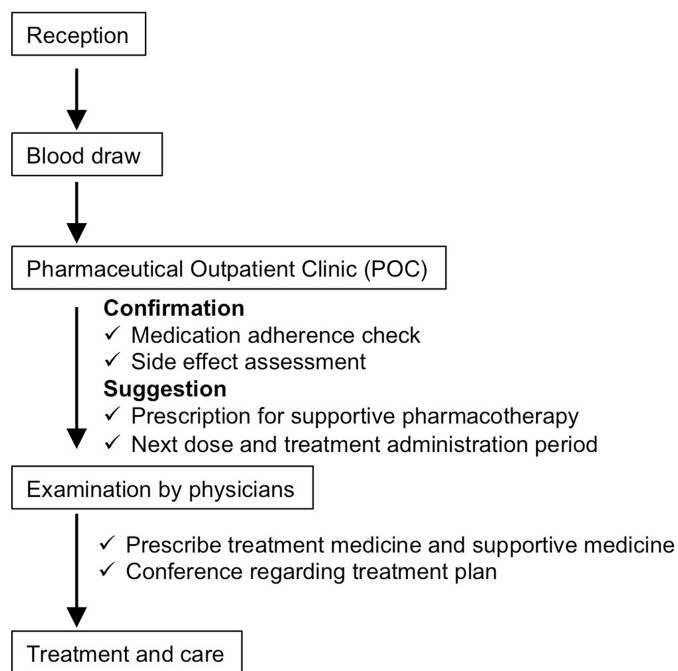 Reception
Blood draw
Pharmaceutical Outpatient Clinic (POC)
Confirmation
✓ Medication adherence check
✓ Side effect assessment
Suggestion
✓ Prescription for supportive pharmacotherapy
✓ Next dose and treatment administration period
Examination by physicians
✓ Prescribe treatment medicine and supportive medicine
✓ Conference regarding treatment plan
Treatment and care